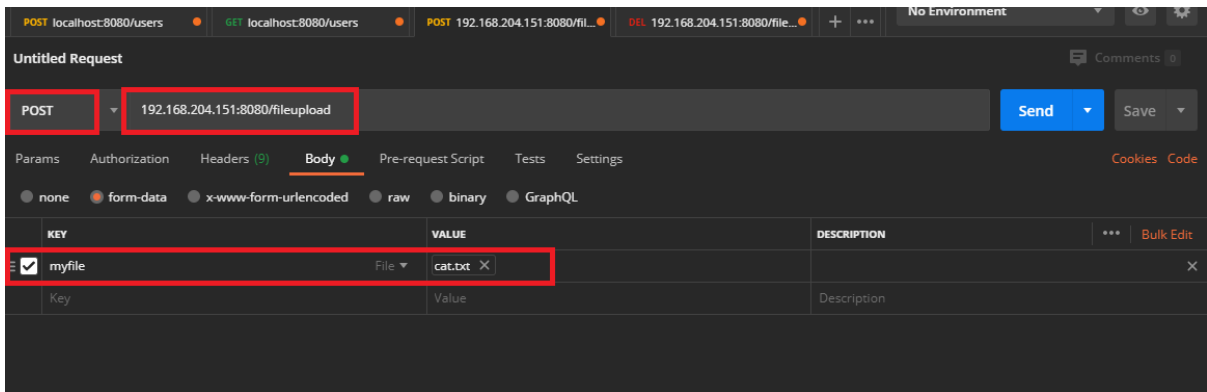 POST localhost:8080/users GET localhost:8080/users POST 192.168.204.151:8080/fil... DEL 192.168.204.151:8080/file... + ••• No Environment
Untitled Request Comments 0
POST 192.168.204.151:8080/fileupload Send Save
Params Authorization Headers (9) Body Pre-request Script Tests Settings Cookies Code
none form-data x-www-form-urlencoded raw binary GraphQL
KEY VALUE DESCRIPTION ••• Bulk Edit
myfile File cat.txt
Key Value Description